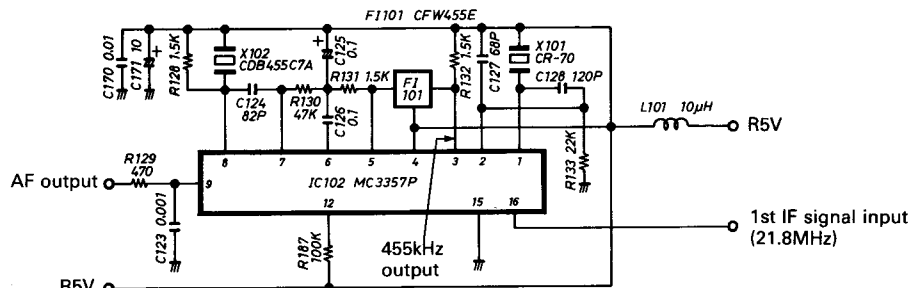 FI101 CFW455E
C170 0.01
C171 10
+
R128 1.5K
X102
CDB455C7A
C124
82P
R130
47K
+
C125
0.1
C126
0.1
R131 1.5K
FI
101
R132 1.5K
C127 68P
X101
CR-70
C128 120P
R133 22K
L101 10µH
R5V
8
7
6
5
4
3
2
1
R129
470
AF output
9
IC102 MC3357P
12
15
16
C123 0.001
R187
100K
455kHz
output
1st IF signal input
(21.8MHz)
R5V